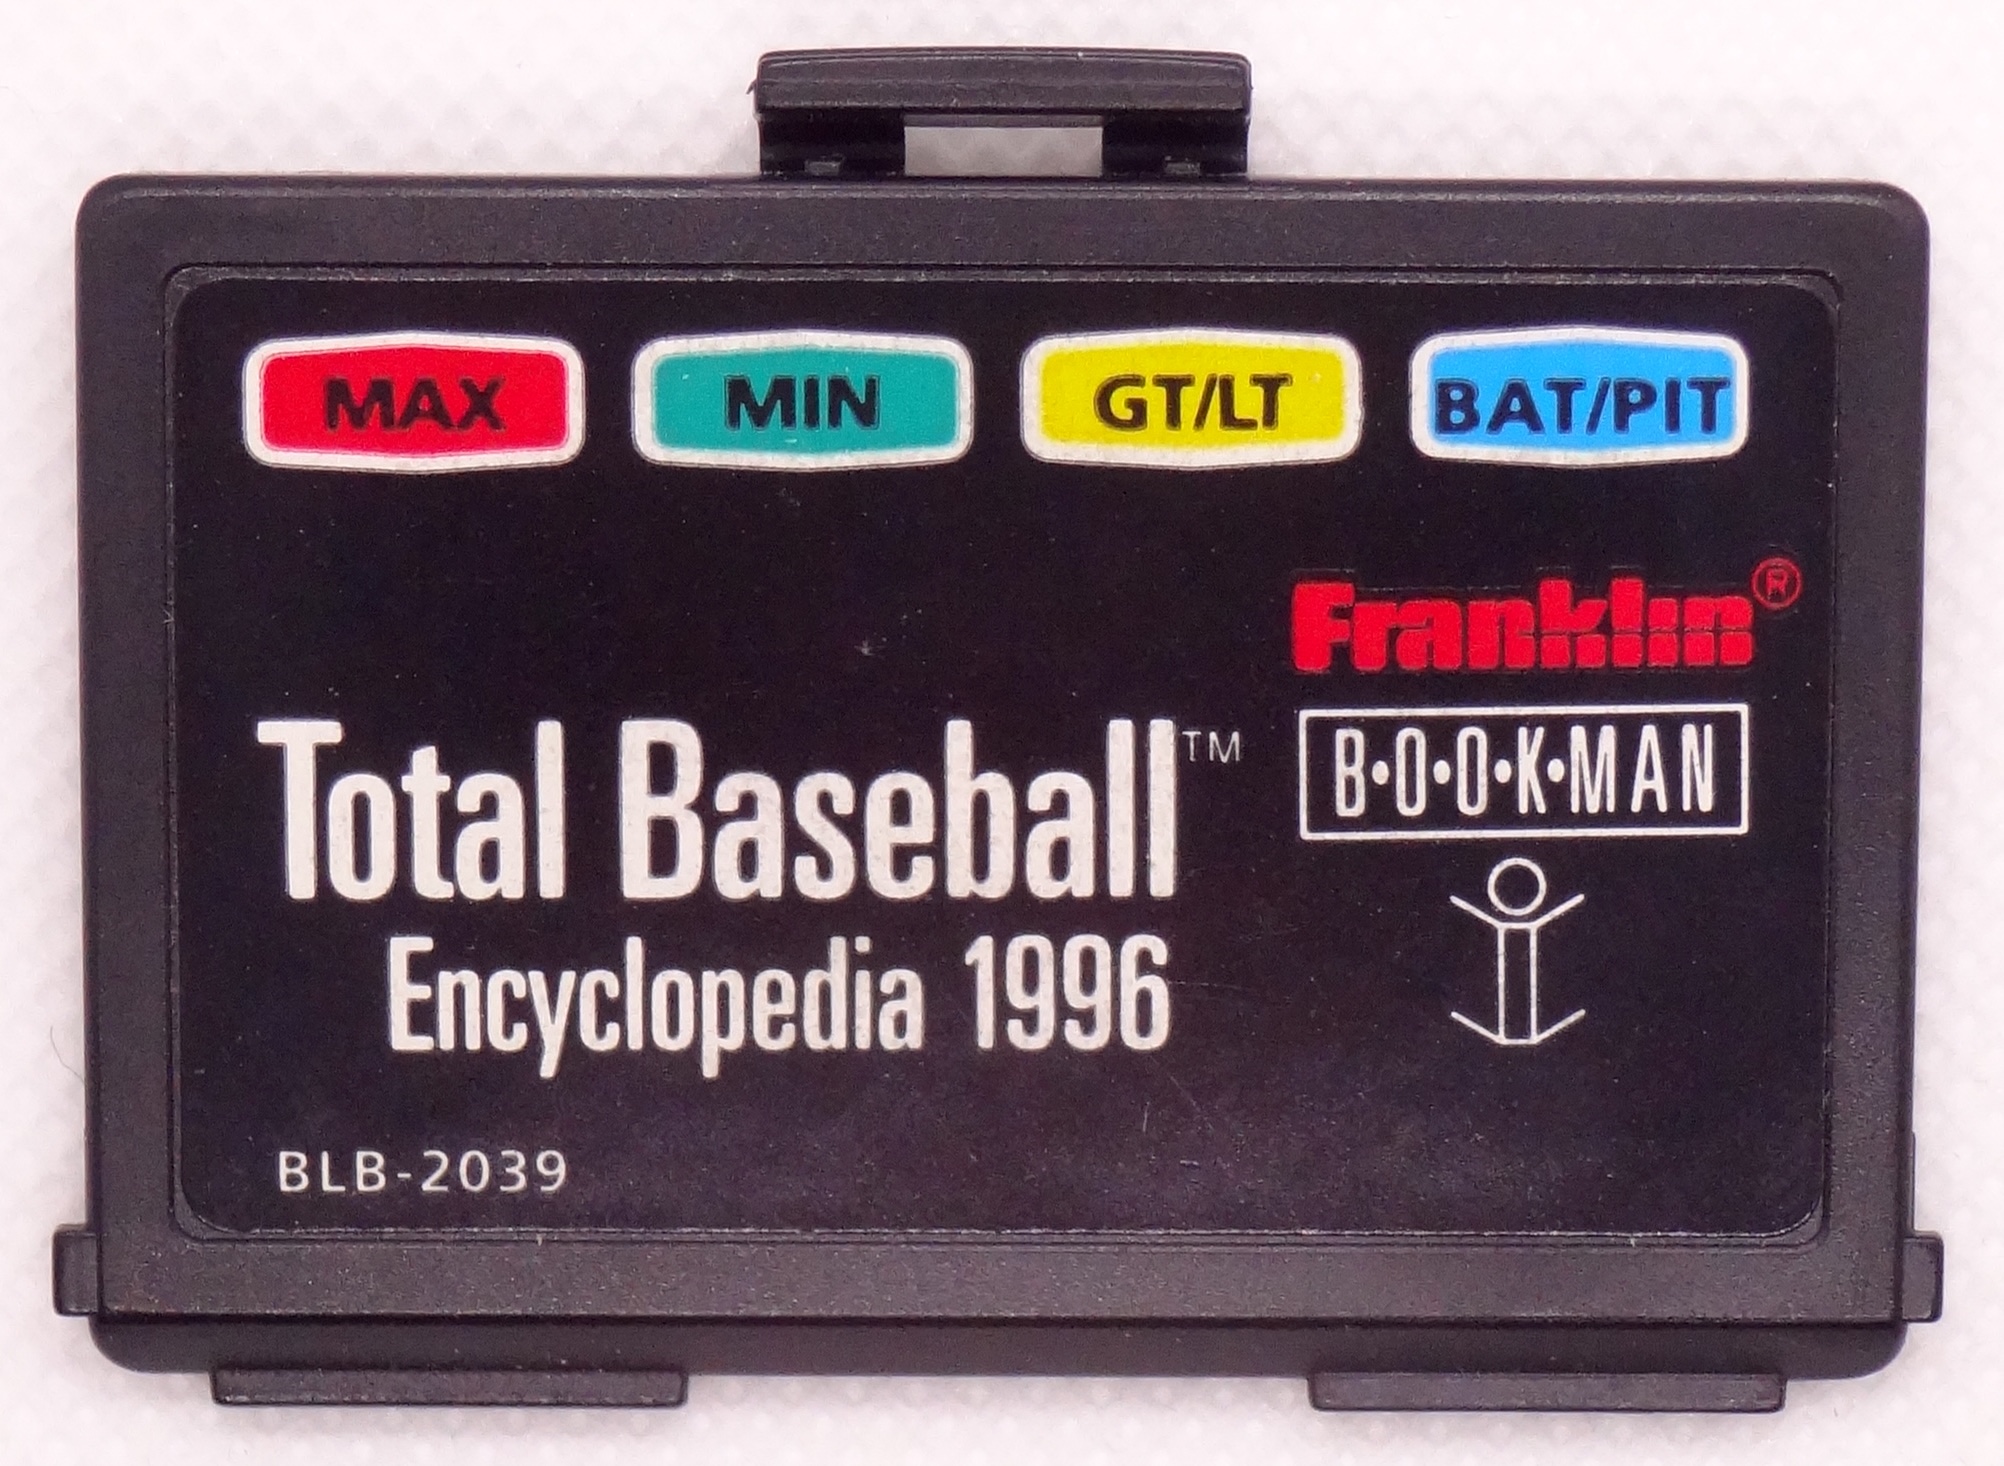 MAX MIN GT/LT BAT/PIT
Franklin®
B•O•O•K•MAN
Total Baseball™
Encyclopedia 1996
BLB-2039